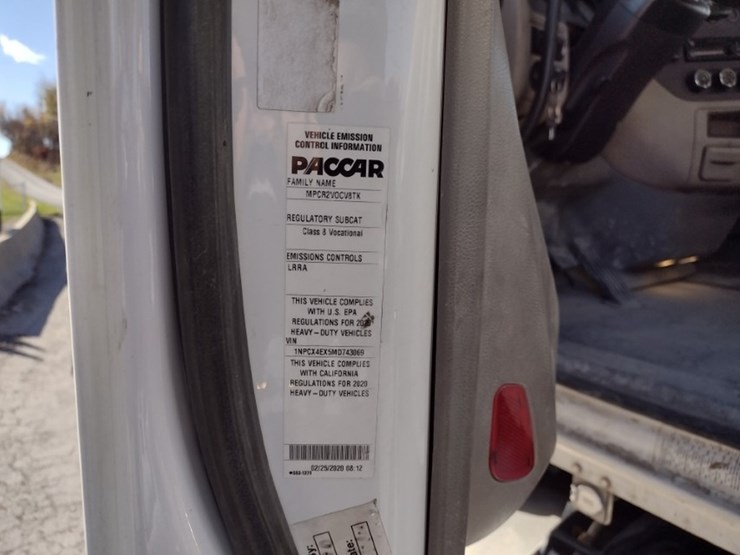 VEHICLE EMISSION
CONTROL INFORMATION
PACCAR
FAMILY NAME
MPCR2VOCV8TX
REGULATORY SUBCAT
Class 8 Vocational
EMISSIONS CONTROLS
LRRA
THIS VEHICLE COMPLIES
WITH U.S. EPA
REGULATIONS FOR
HEAVY-DUTY VEHICLES
VIN
1NPCX4EX5MD743069
THIS VEHICLE COMPLIES
WITH CALIFORNIA
REGULATIONS FOR 2020
HEAVY-DUTY VEHICLES
02/25/2020 08:12